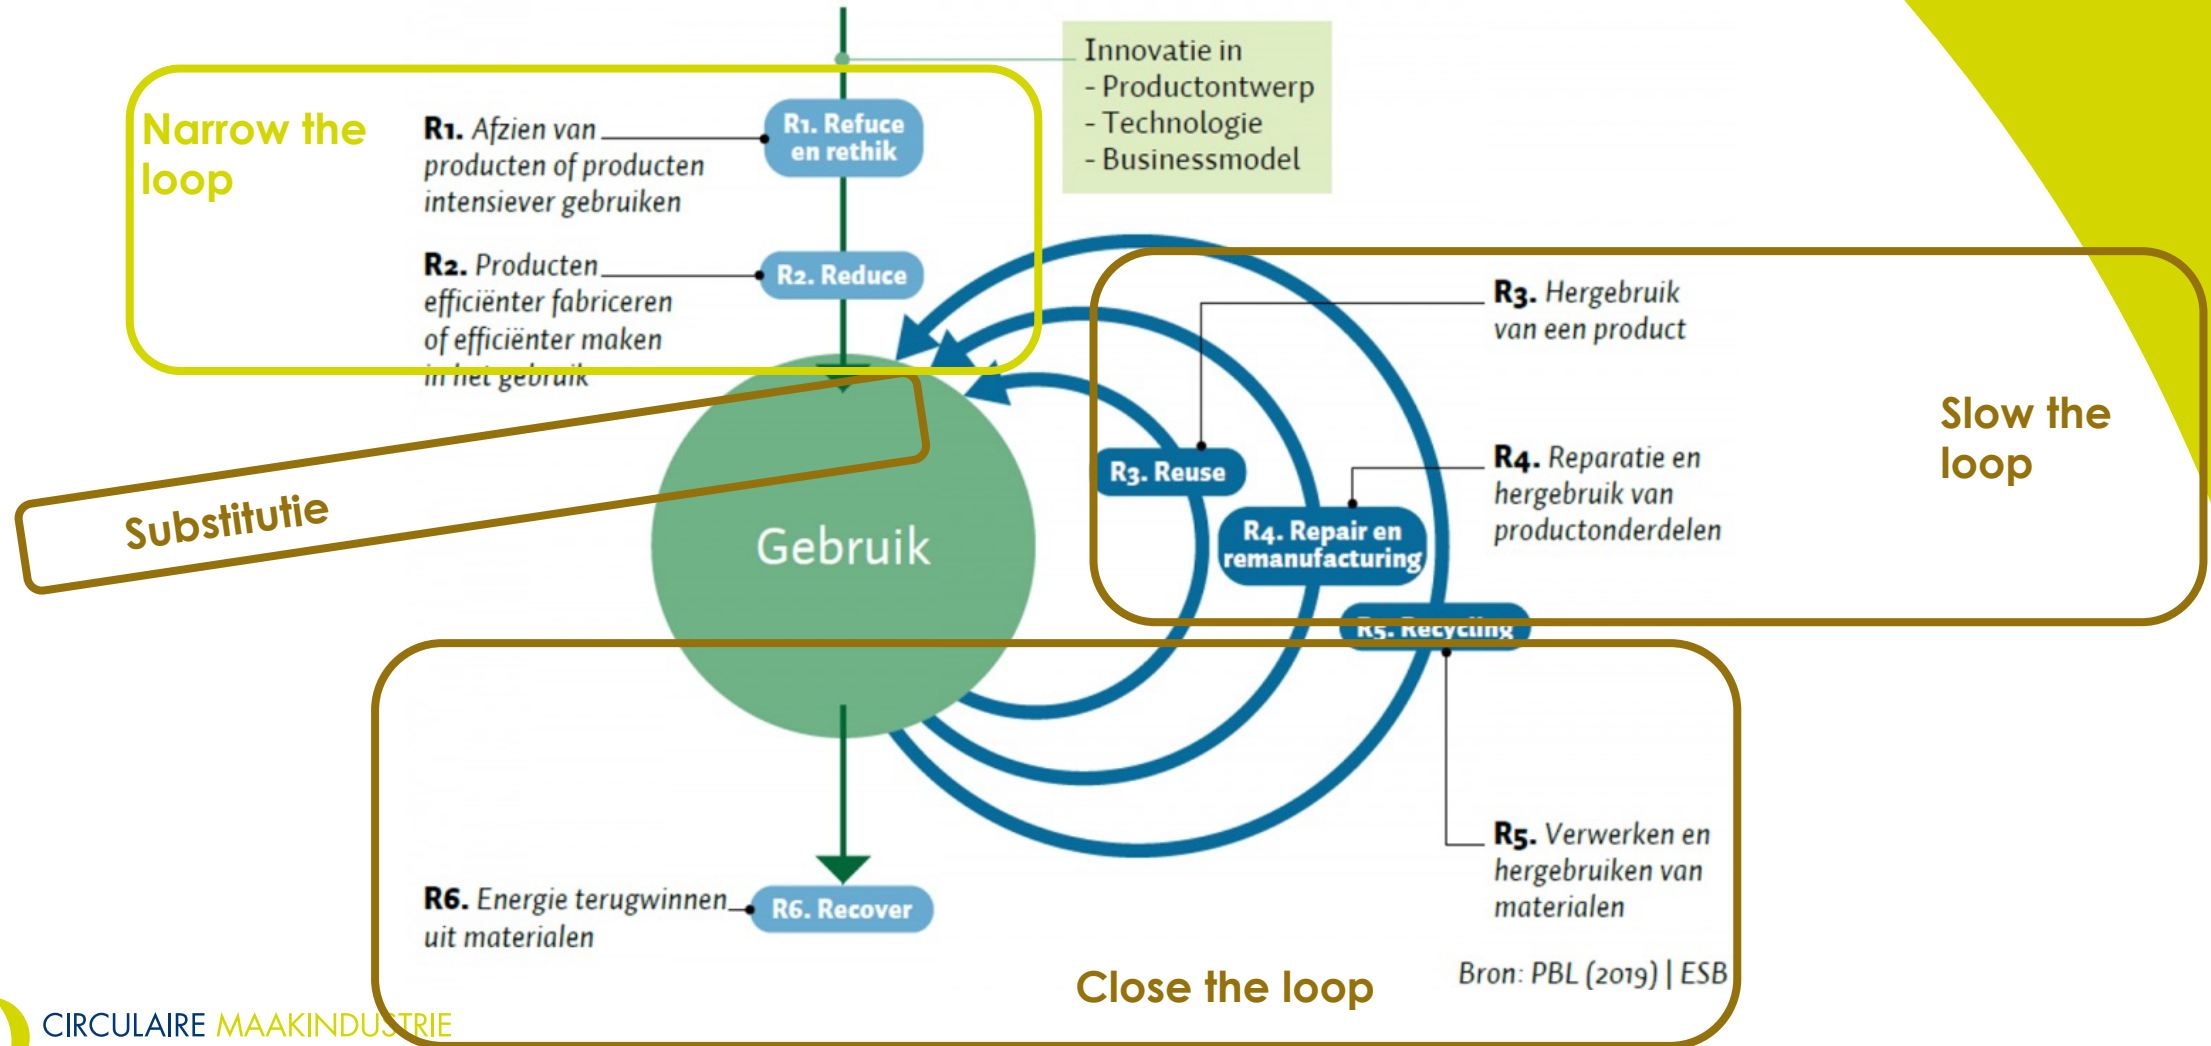 Innovatie in
- Productontwerp
- Technologie
- Businessmodel
Narrow the
loop
R1. Afzien van
producten of producten
intensiever gebruiken
R1. Refuce
en rethik
R2. Producten
efficiënter fabriceren
of efficiënter maken
in het gebruik
R2. Reduce
R3. Hergebruik
van een product
Slow the
loop
R3. Reuse
R4. Reparatie en
hergebruik van
productonderdelen
R4. Repair en
remanufacturing
Substitutie
Gebruik
R5. Recycling
R5. Verwerken en
hergebruiken van
materialen
R6. Energie terugwinnen
uit materialen
R6. Recover
Close the loop
Bron: PBL (2019) | ESB
CIRCULAIRE MAAKINDUSTRIE